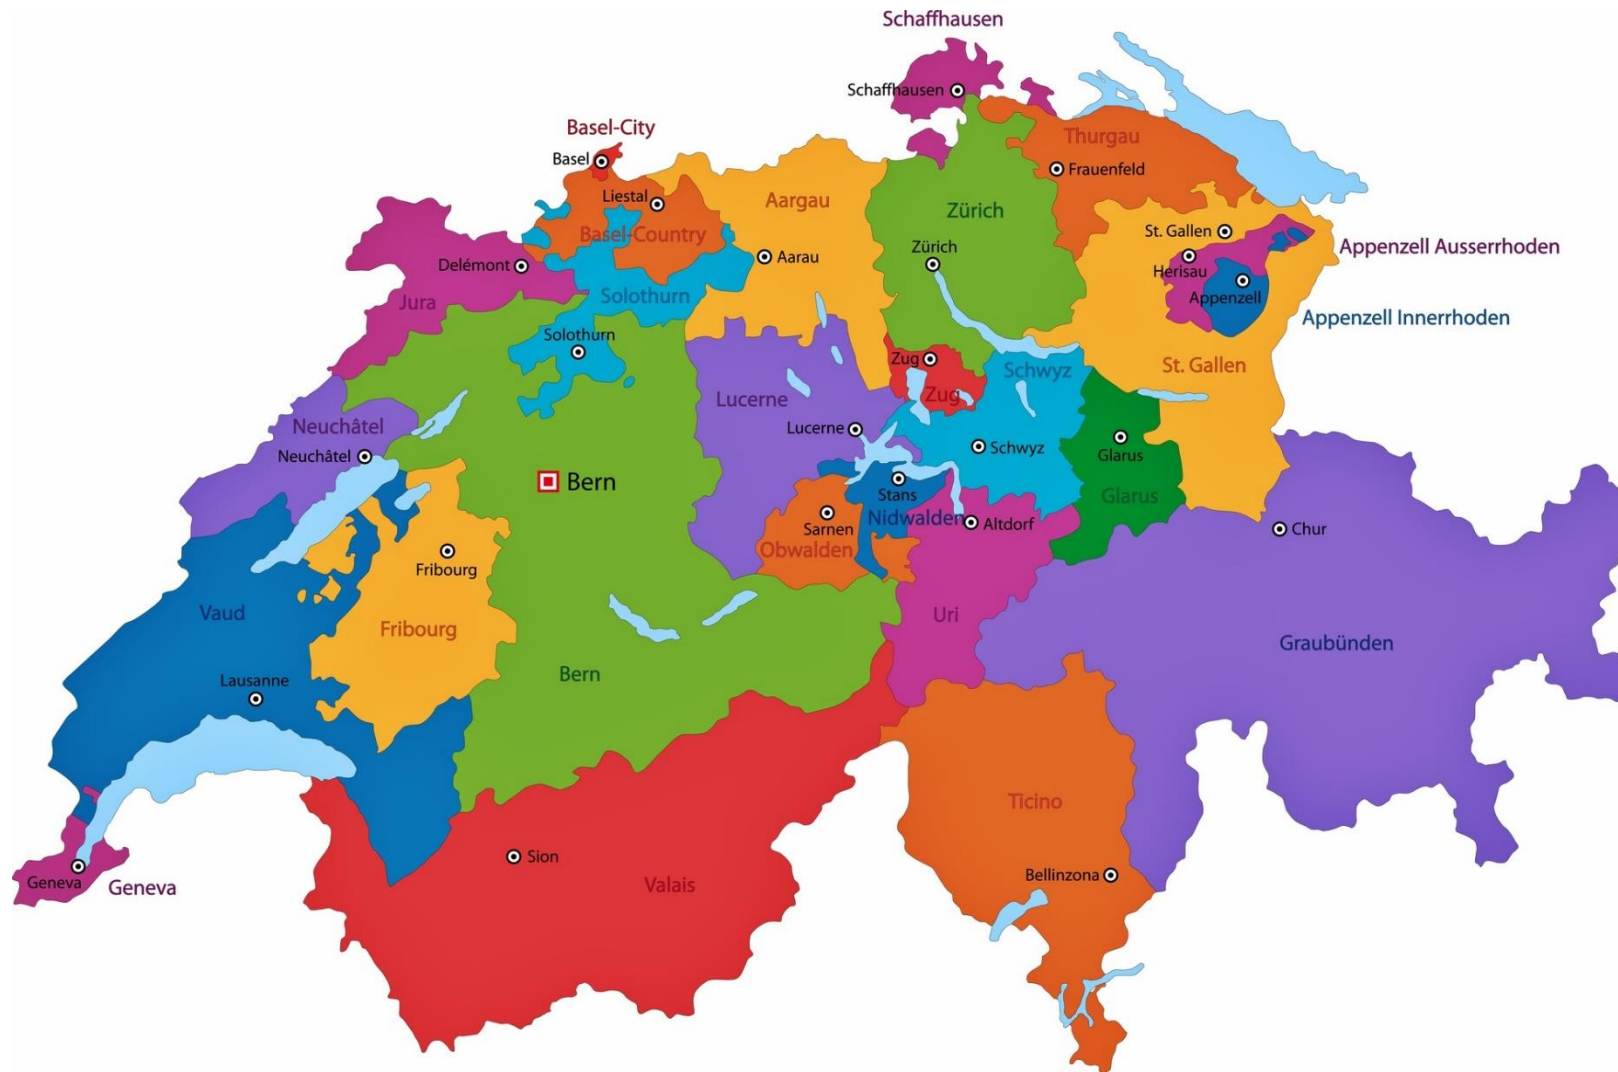 Schaffhausen
Schaffhausen
Basel-City
Thurgau
Basel
Frauenfeld
Liestal
Aargau
Zürich
Basel-Country
St. Gallen
Appenzell Ausserrhoden
Zürich
Aarau
Delémont
Herisau
Jura
Solothurn
Appenzell
Appenzell Innerrhoden
Solothurn
Zug
Schwyz
St. Gallen
Zug
Lucerne
Neuchâtel
Lucerne
Schwyz
Glarus
Neuchâtel
Bern
Stans
Glarus
Nidwalden
Altdorf
Sarnen
Chur
Obwalden
Fribourg
Vaud
Uri
Fribourg
Graubünden
Bern
Lausanne
Ticino
Sion
Bellinzona
Geneva
Geneva
Valais